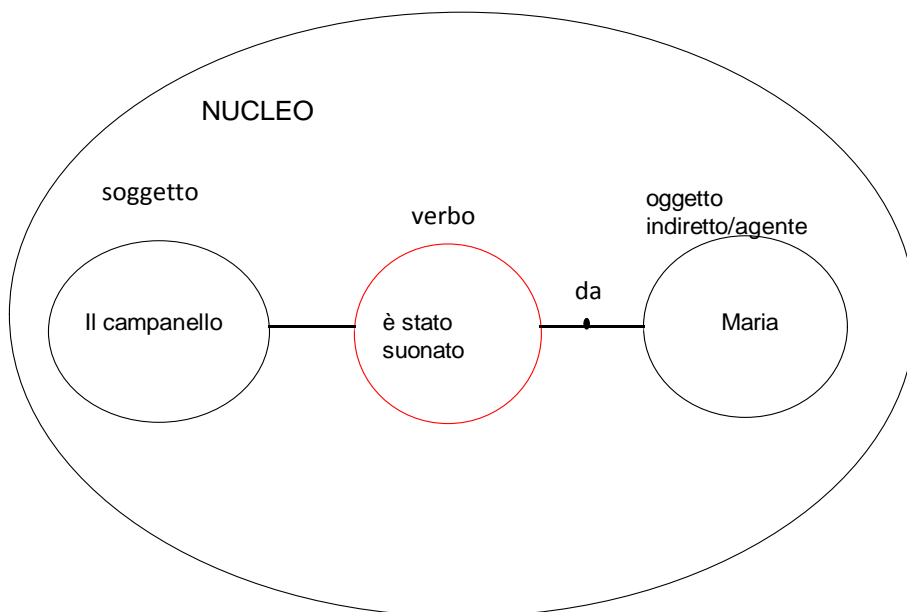 NUCLEO
soggetto
verbo
oggetto
indiretto/agente
Il campanello
è stato
suonato
da
Maria